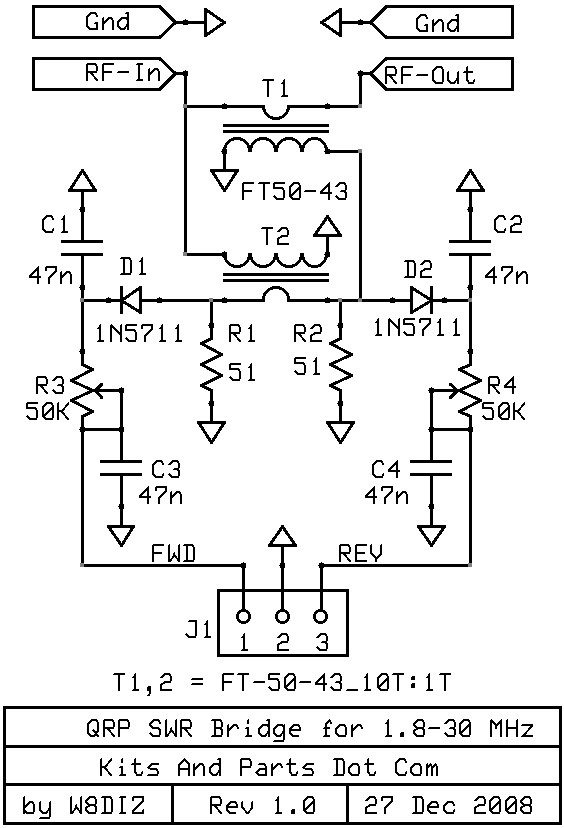 Gnd Gnd
RF-In RF-Out
T1
FT50-43
C1 T2 C2
47n D1 D2 47n
1N5711 R1 R2 1N5711
51 51
R3 R4
50K 50K
C3 C4
47n 47n
FWD REV
J1 1 2 3
T1,2 = FT-50-43_10T:1T
QRP SWR Bridge for 1.8-30 MHz
Kits And Parts Dot Com
by W8DIZ Rev 1.0 27 Dec 2008